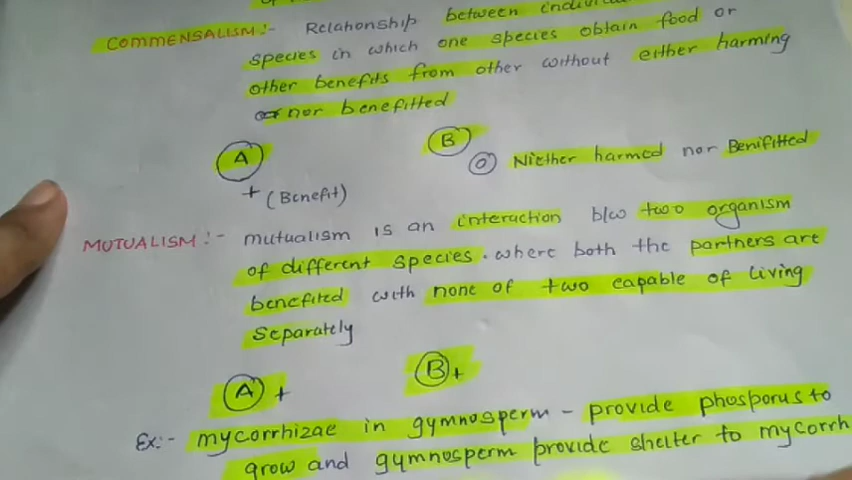 COMMENSALISM:- Relationship between
species in which one species obtain food or
other benefits from other without either harming
or nor benefitted
A B
+ (Benefit) O Niether harmed nor Benifitted
MUTUALISM:- mutualism is an interaction b/w two organism
of different species. where both the partners are
benefited with none of two capable of living
separately
A + B +
Ex:- mycorrhizae in gymnosperm - provide phosporus to
grow and gymnosperm provide shelter to mycorrh